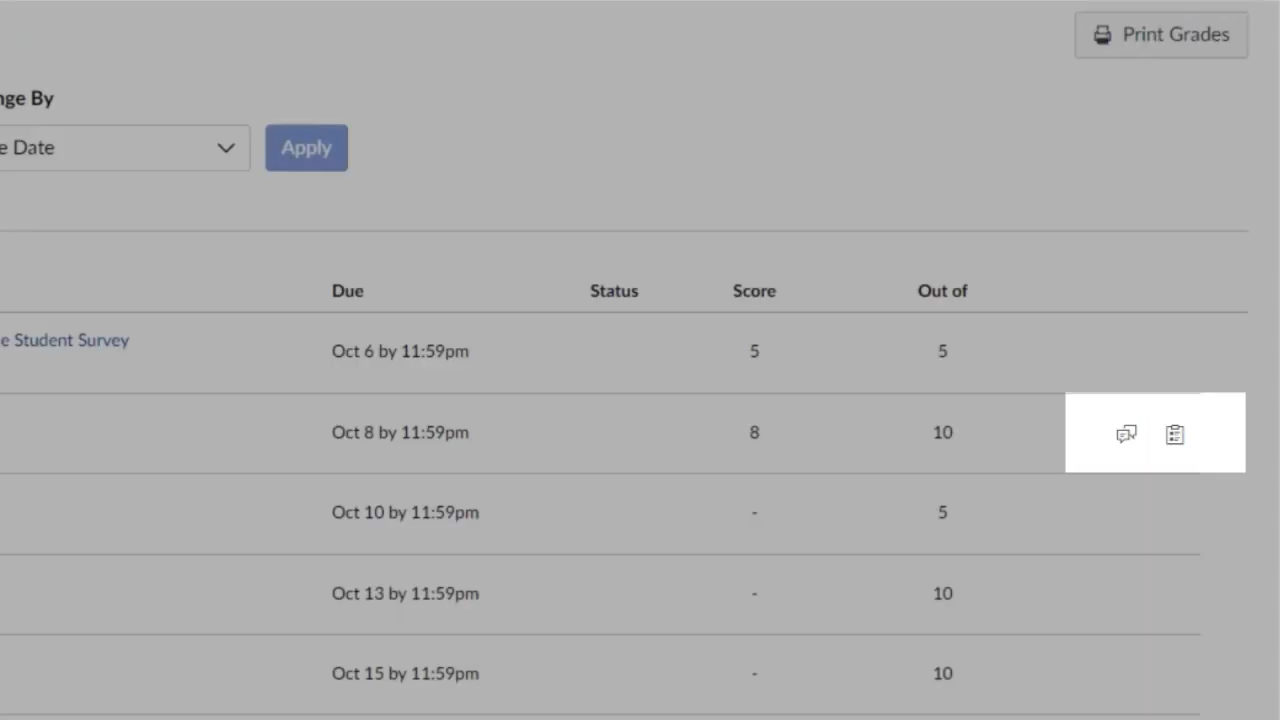 Print Grades
nge By
e Date
Apply
Due Status Score Out of
e Student Survey
Oct 6 by 11:59pm 5 5
Oct 8 by 11:59pm 8 10
Oct 10 by 11:59pm - 5
Oct 13 by 11:59pm - 10
Oct 15 by 11:59pm - 10